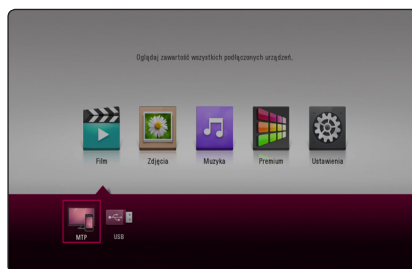 Oglądaj zawartość wszystkich podłączonych urządzeń.
Film Zdjęcia Muzyka Premium Ustawienia
MTP USB